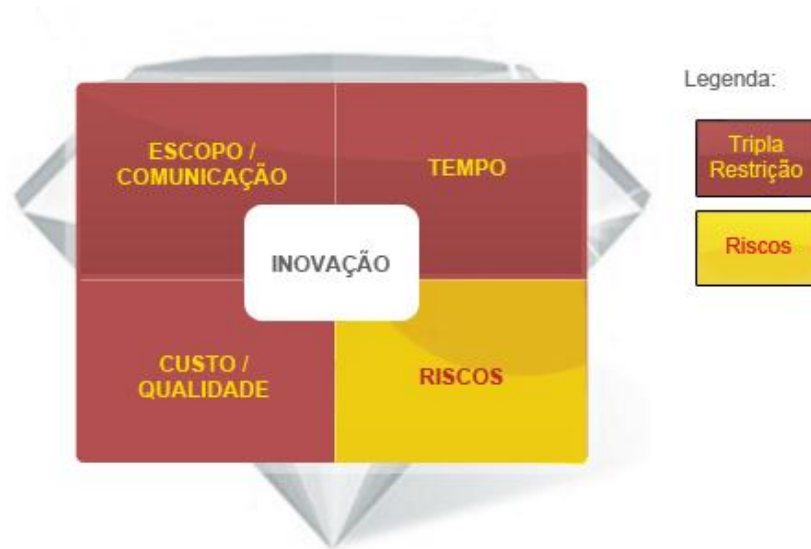 Legenda:
ESCOPO /
COMUNICAÇÃO
TEMPO
Tripla
Restrição
INOVAÇÃO
Riscos
CUSTO /
QUALIDADE
RISCOS